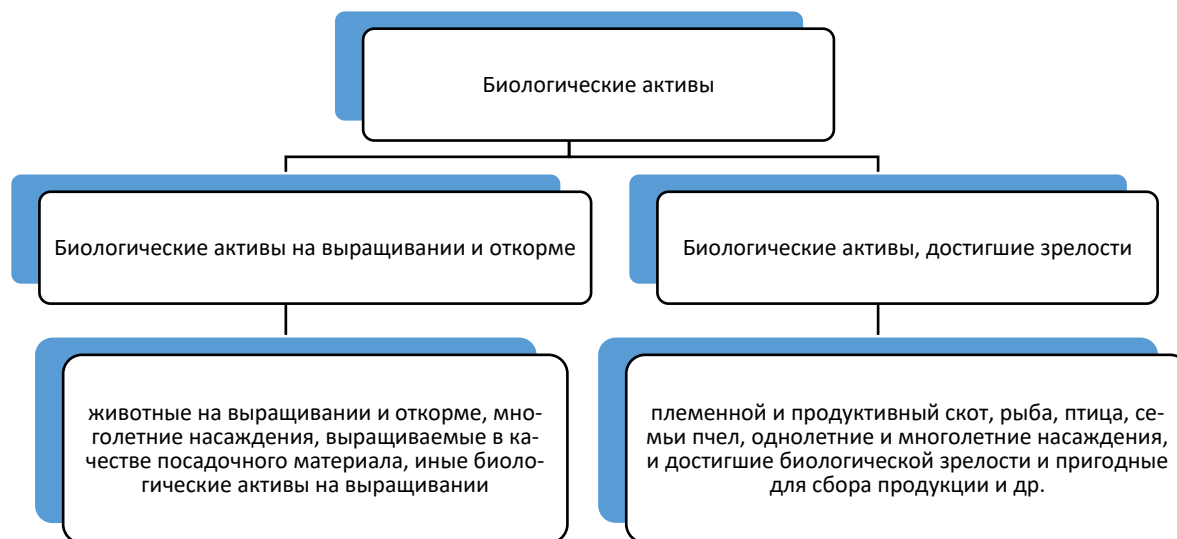 Биологические активы
Биологические активы на выращивании и откорме
Биологические активы, достигшие зрелости
животные на выращивании и откорме, мно-
голетние насаждения, выращиваемые в ка-
честве посадочного материала, иные биоло-
гические активы на выращивании
племенной и продуктивный скот, рыба, птица, се-
мьи пчел, однолетние и многолетние насаждения,
и достигшие биологической зрелости и пригодные
для сбора продукции и др.